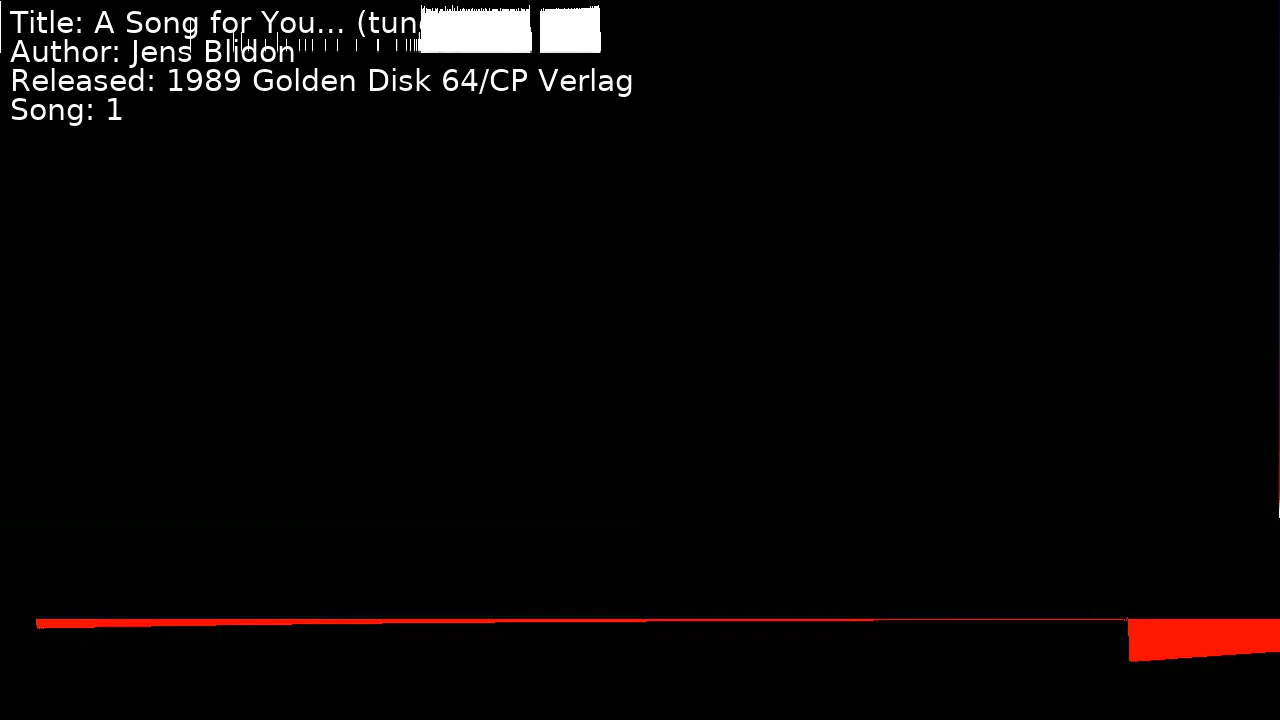 Title: A Song for You... (tun
Author: Jens Blidon
Released: 1989 Golden Disk 64/CP Verlag
Song: 1